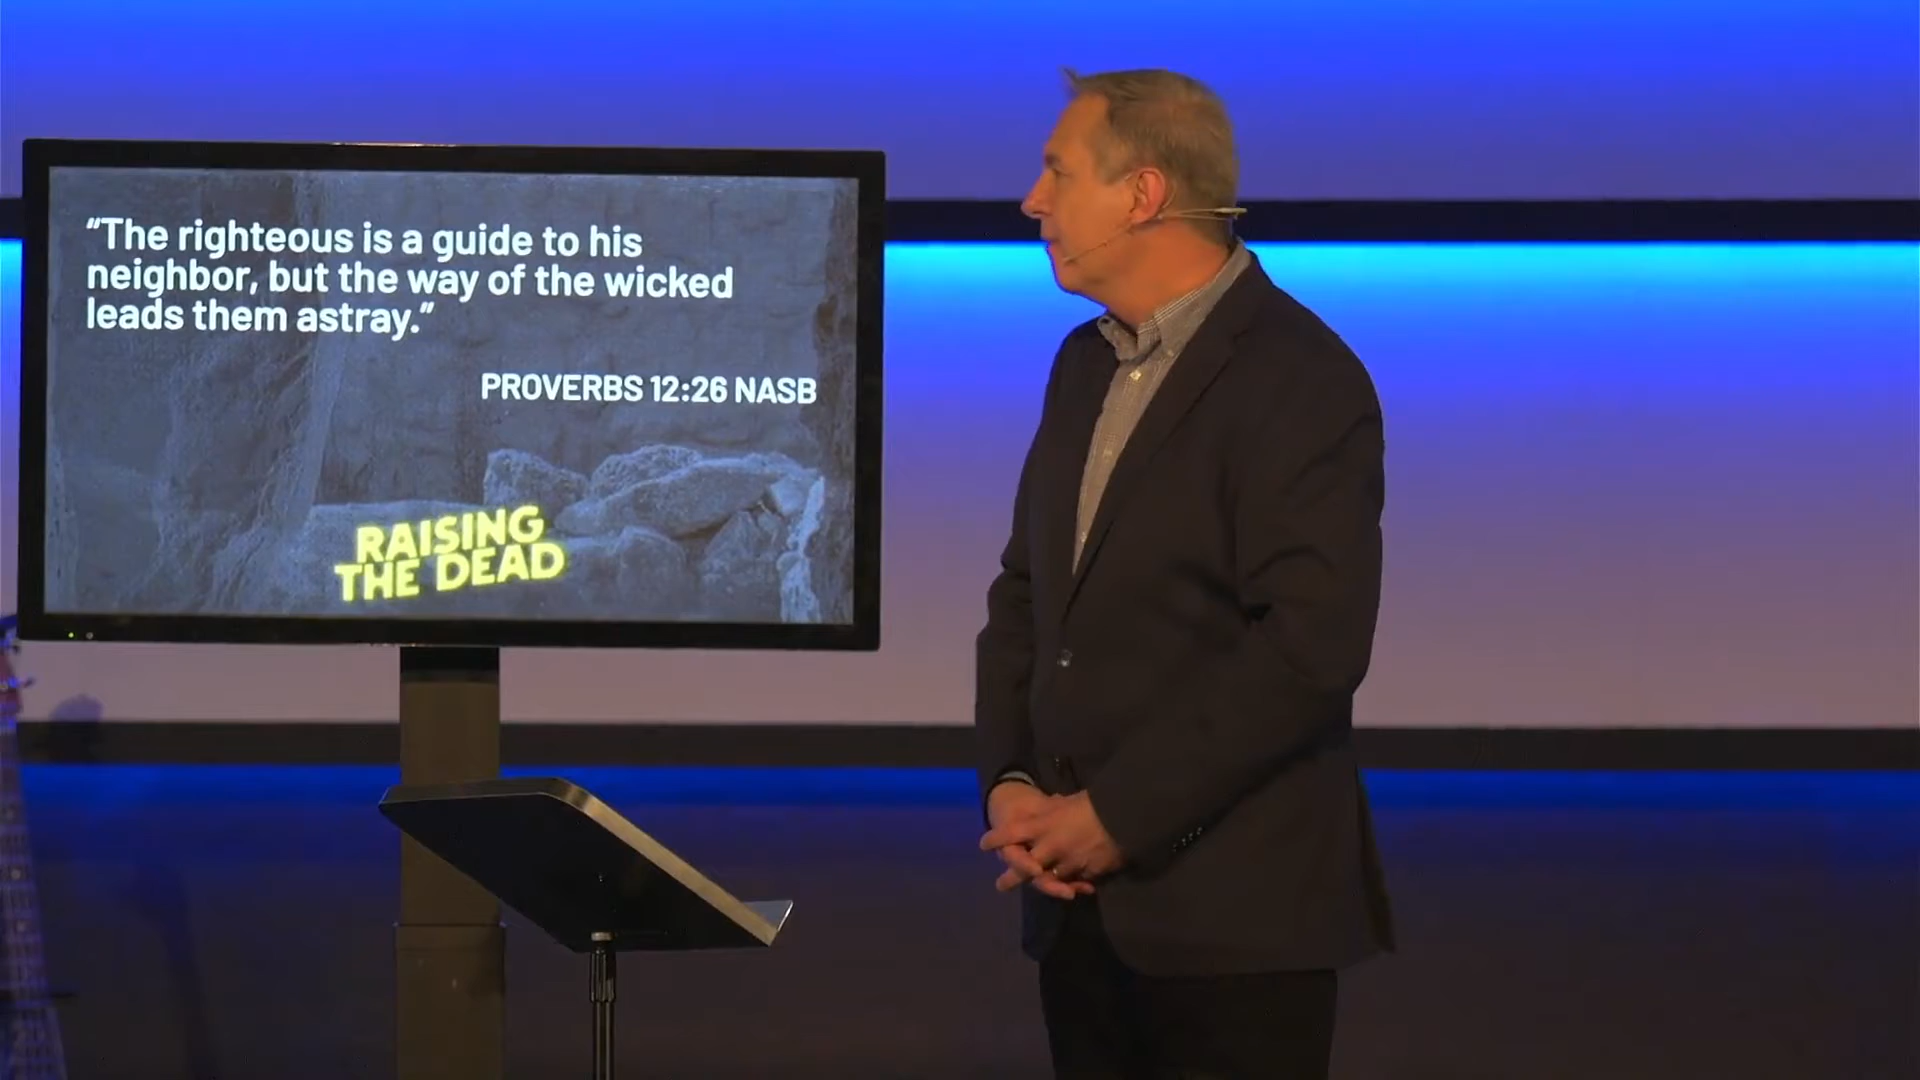 “The righteous is a guide to his
neighbor, but the way of the wicked
leads them astray.”
PROVERBS 12:26 NASB
RAISING
THE DEAD